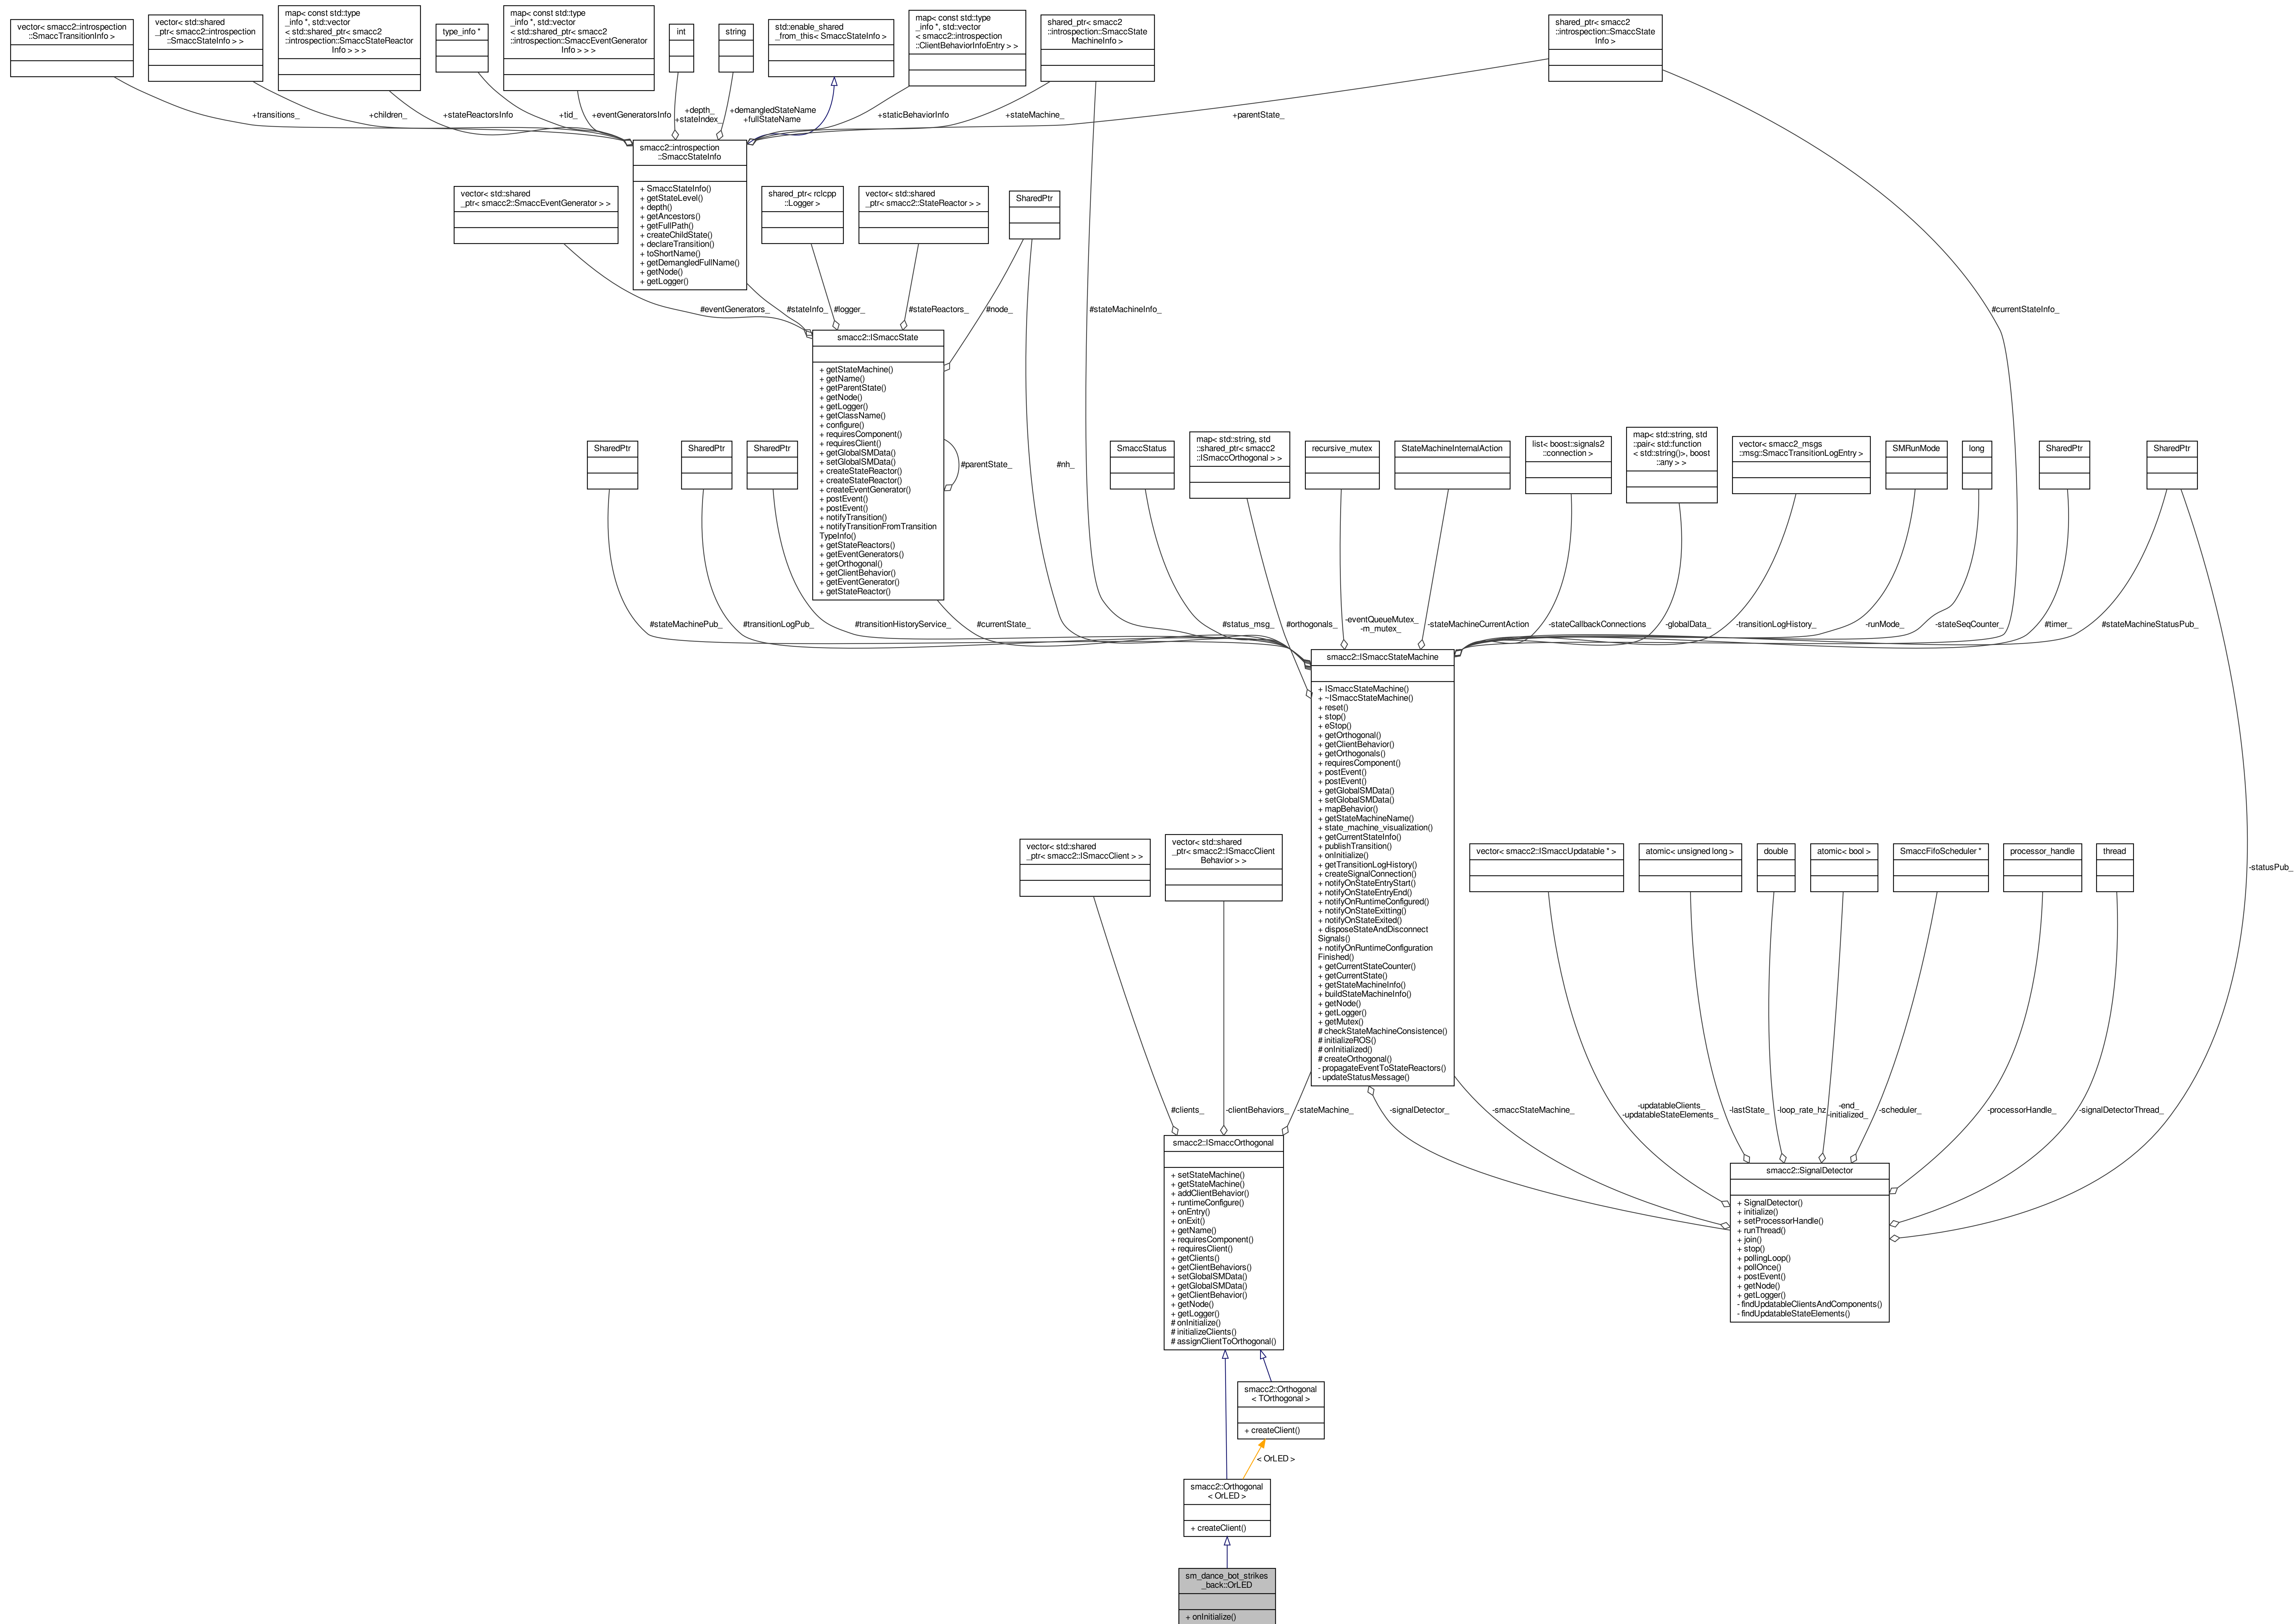 vector< smacc2::introspection
::SmaccTransitionInfo >
vector< std::shared
_ptr< smacc2::introspection
::SmaccStateInfo > >
map< const std::type
_info *, std::vector
< std::shared_ptr< smacc2
::introspection::SmaccStateReactor
Info > > >
type_info *
map< const std::type
_info *, std::vector
< std::shared_ptr< smacc2
::introspection::SmaccEventGenerator
Info > > >
int
string
std::enable_shared
_from_this< SmaccStateInfo >
map< const std::type
_info *, std::vector
< smacc2::introspection
::ClientBehaviorInfoEntry > >
shared_ptr< smacc2
::introspection::SmaccState
MachineInfo >
shared_ptr< smacc2
::introspection::SmaccState
Info >
+transitions_
+children_
+stateReactorsInfo
+tid_
+eventGeneratorsInfo
+depth_
+stateIndex_
+demangledStateName
+fullStateName
+staticBehaviorInfo
+stateMachine_
+parentState_
smacc2::introspection
::SmaccStateInfo
+ SmaccStateInfo()
+ getStateLevel()
+ depth()
+ getAncestors()
+ getFullPath()
+ createChildState()
+ declareTransition()
+ toShortName()
+ getDemangledFullName()
+ getNode()
+ getLogger()
vector< std::shared
_ptr< smacc2::SmaccEventGenerator > >
shared_ptr< rclcpp
::Logger >
vector< std::shared
_ptr< smacc2::StateReactor > >
SharedPtr
#eventGenerators_
#stateInfo_
#logger_
#stateReactors_
#node_
#stateMachineInfo_
#currentStateInfo_
smacc2::ISmaccState
+ getStateMachine()
+ getName()
+ getParentState()
+ getNode()
+ getLogger()
+ getClassName()
+ configure()
+ requiresComponent()
+ requiresClient()
+ getGlobalSMData()
+ setGlobalSMData()
+ createStateReactor()
+ createStateReactor()
+ createEventGenerator()
+ postEvent()
+ postEvent()
+ notifyTransition()
+ notifyTransitionFromTransition
TypeInfo()
+ getStateReactors()
+ getEventGenerators()
+ getOrthogonal()
+ getClientBehavior()
+ getEventGenerator()
+ getStateReactor()
#parentState_
#nh_
SharedPtr
SharedPtr
SharedPtr
SmaccStatus
map< std::string, std
::shared_ptr< smacc2
::ISmaccOrthogonal > >
recursive_mutex
StateMachineInternalAction
list< boost::signals2
::connection >
map< std::string, std
::pair< std::function
< std::string()>, boost
::any > >
vector< smacc2_msgs
::msg::SmaccTransitionLogEntry >
SMRunMode
long
SharedPtr
SharedPtr
#stateMachinePub_
#transitionLogPub_
#transitionHistoryService_
#currentState_
#status_msg_
#orthogonals_
-eventQueueMutex_
-m_mutex_
-stateMachineCurrentAction
-stateCallbackConnections
-globalData_
-transitionLogHistory_
-runMode_
-stateSeqCounter_
#timer_
#stateMachineStatusPub_
smacc2::ISmaccStateMachine
+ ISmaccStateMachine()
+ ~ISmaccStateMachine()
+ reset()
+ stop()
+ eStop()
+ getOrthogonal()
+ getClientBehavior()
+ getOrthogonals()
+ requiresComponent()
+ postEvent()
+ postEvent()
+ getGlobalSMData()
+ setGlobalSMData()
+ mapBehavior()
+ getStateMachineName()
+ state_machine_visualization()
+ getCurrentStateInfo()
+ publishTransition()
+ onInitialize()
+ getTransitionLogHistory()
+ createSignalConnection()
+ notifyOnStateEntryStart()
+ notifyOnStateEntryEnd()
+ notifyOnRuntimeConfigured()
+ notifyOnStateExitting()
+ notifyOnStateExited()
+ disposeStateAndDisconnect
Signals()
+ notifyOnRuntimeConfiguration
Finished()
+ getCurrentStateCounter()
+ getCurrentState()
+ getStateMachineInfo()
+ buildStateMachineInfo()
+ getNode()
+ getLogger()
+ getMutex()
# checkStateMachineConsistence()
# initializeROS()
# onInitialized()
# createOrthogonal()
- propagateEventToStateReactors()
- updateStatusMessage()
vector< std::shared
_ptr< smacc2::ISmaccClient > >
vector< std::shared
_ptr< smacc2::ISmaccClient
Behavior > >
vector< smacc2::ISmaccUpdatable * >
atomic< unsigned long >
double
atomic< bool >
SmaccFifoScheduler *
processor_handle
thread
-statusPub_
#clients_
-clientBehaviors_
-stateMachine_
-signalDetector_
-smaccStateMachine_
-updatableClients_
-updatableStateElements_
-lastState_
-loop_rate_hz
-end_
-initialized_
-scheduler_
-processorHandle_
-signalDetectorThread_
smacc2::ISmaccOrthogonal
+ setStateMachine()
+ getStateMachine()
+ addClientBehavior()
+ runtimeConfigure()
+ onEntry()
+ onExit()
+ getName()
+ requiresComponent()
+ requiresClient()
+ getClients()
+ getClientBehaviors()
+ setGlobalSMData()
+ getGlobalSMData()
+ getClientBehavior()
+ getNode()
+ getLogger()
# onInitialize()
# initializeClients()
# assignClientToOrthogonal()
smacc2::SignalDetector
+ SignalDetector()
+ initialize()
+ setProcessorHandle()
+ runThread()
+ join()
+ stop()
+ pollingLoop()
+ pollOnce()
+ postEvent()
+ getNode()
+ getLogger()
- findUpdatableClientsAndComponents()
- findUpdatableStateElements()
smacc2::Orthogonal
< TOrthogonal >
+ createClient()
< OrLED >
smacc2::Orthogonal
< OrLED >
+ createClient()
sm_dance_bot_strikes
_back::OrLED
+ onInitialize()